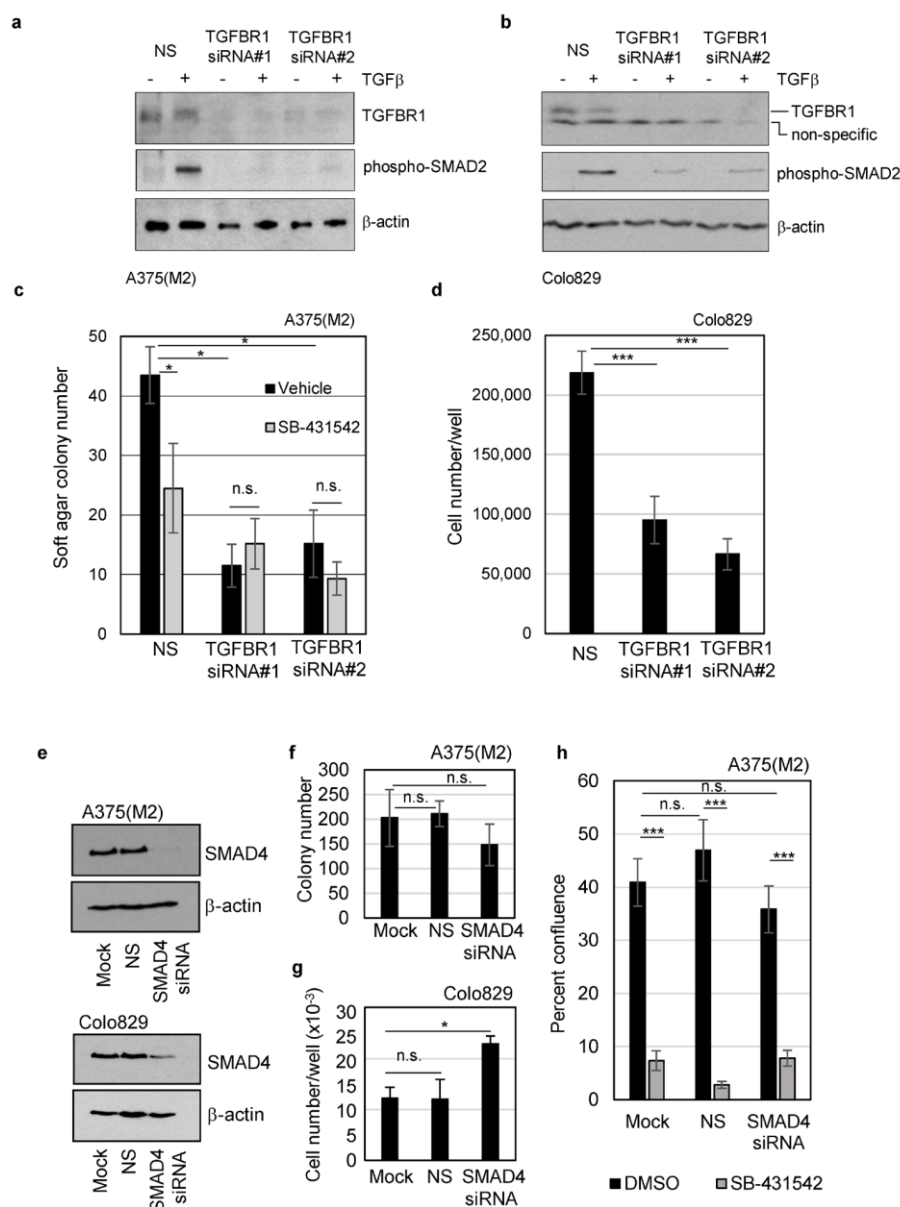 a
NS
TGFBR1
siRNA#1
TGFBR1
siRNA#2
- + - + - + TGFβ
TGFBR1
phospho-SMAD2
β-actin
A375(M2)
b
NS
TGFBR1
siRNA#1
TGFBR1
siRNA#2
- + - + - + TGFβ
TGFBR1
non-specific
phospho-SMAD2
β-actin
Colo829
c
A375(M2)
Soft agar colony number
50
40
30
20
10
0
*
*
*
Vehicle
SB-431542
n.s.
n.s.
NS
TGFBR1
siRNA#1
TGFBR1
siRNA#2
d
Colo829
Cell number/well
250,000
200,000
150,000
100,000
50,000
0
***
***
NS
TGFBR1
siRNA#1
TGFBR1
siRNA#2
e
A375(M2)
SMAD4
β-actin
Mock
NS
SMAD4
siRNA
Colo829
SMAD4
β-actin
Mock
NS
SMAD4
siRNA
f
A375(M2)
Colony number
300
250
200
150
100
50
0
n.s.
n.s.
Mock
NS
SMAD4
siRNA
g
Colo829
Cell number/well (x10⁻³)
25
20
15
10
5
0
*
n.s.
Mock
NS
SMAD4
siRNA
h
A375(M2)
Percent confluence
60
50
40
30
20
10
0
n.s.
n.s.
***
***
***
Mock
NS
SMAD4
siRNA
DMSO
SB-431542